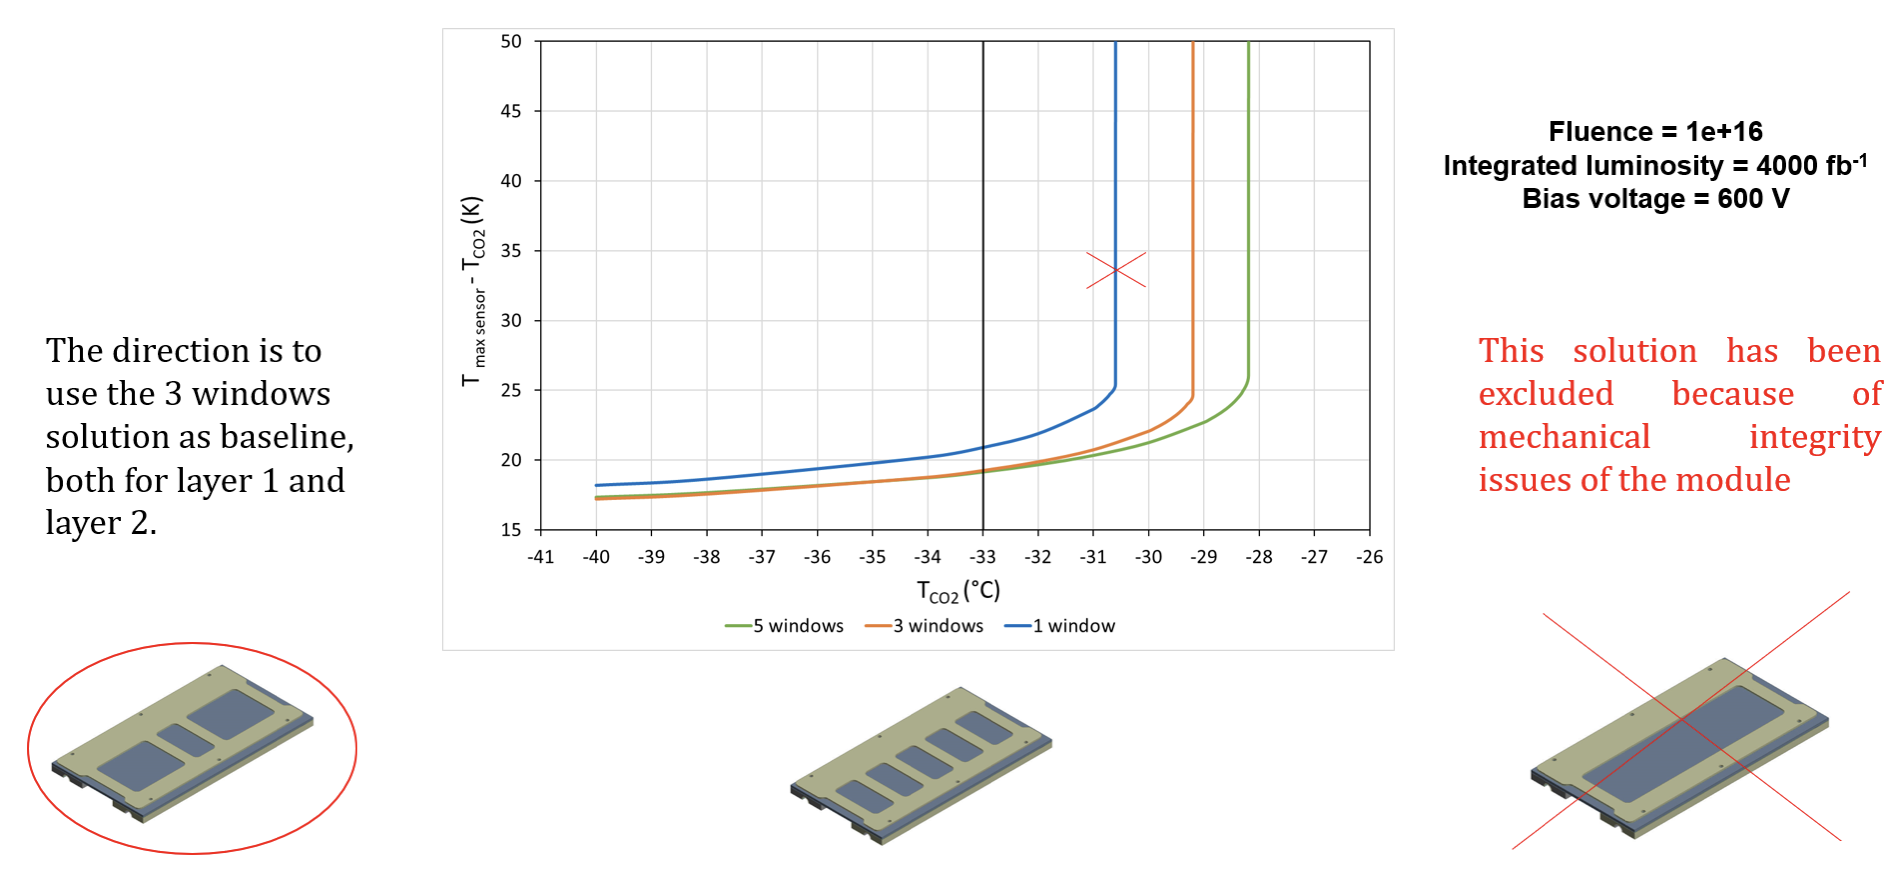 50
45
40
35
30
25
20
15
T max sensor - TCO2 (K)
-41 -40 -39 -38 -37 -36 -35 -34 -33 -32 -31 -30 -29 -28 -27 -26
TCO2 (°C)
5 windows 3 windows 1 window
Fluence = 1e+16
Integrated luminosity = 4000 fb-1
Bias voltage = 600 V
The direction is to
use the 3 windows
solution as baseline,
both for layer 1 and
layer 2.
This solution has been
excluded because of
mechanical integrity
issues of the module